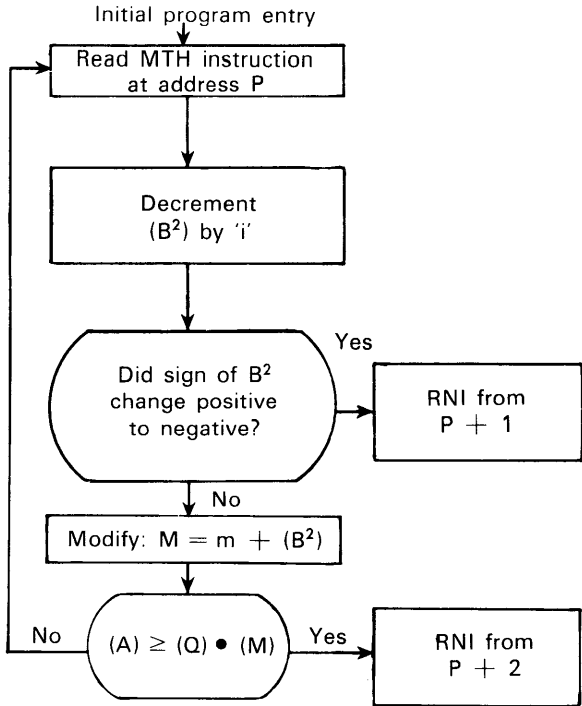 Initial program entry
Read MTH instruction
at address P
Decrement
(B²) by ‘i’
Did sign of B²
change positive
to negative?
Yes
RNI from
P + 1
No
Modify: M = m + (B²)
No
(A) ≥ (Q) ● (M)
Yes
RNI from
P + 2